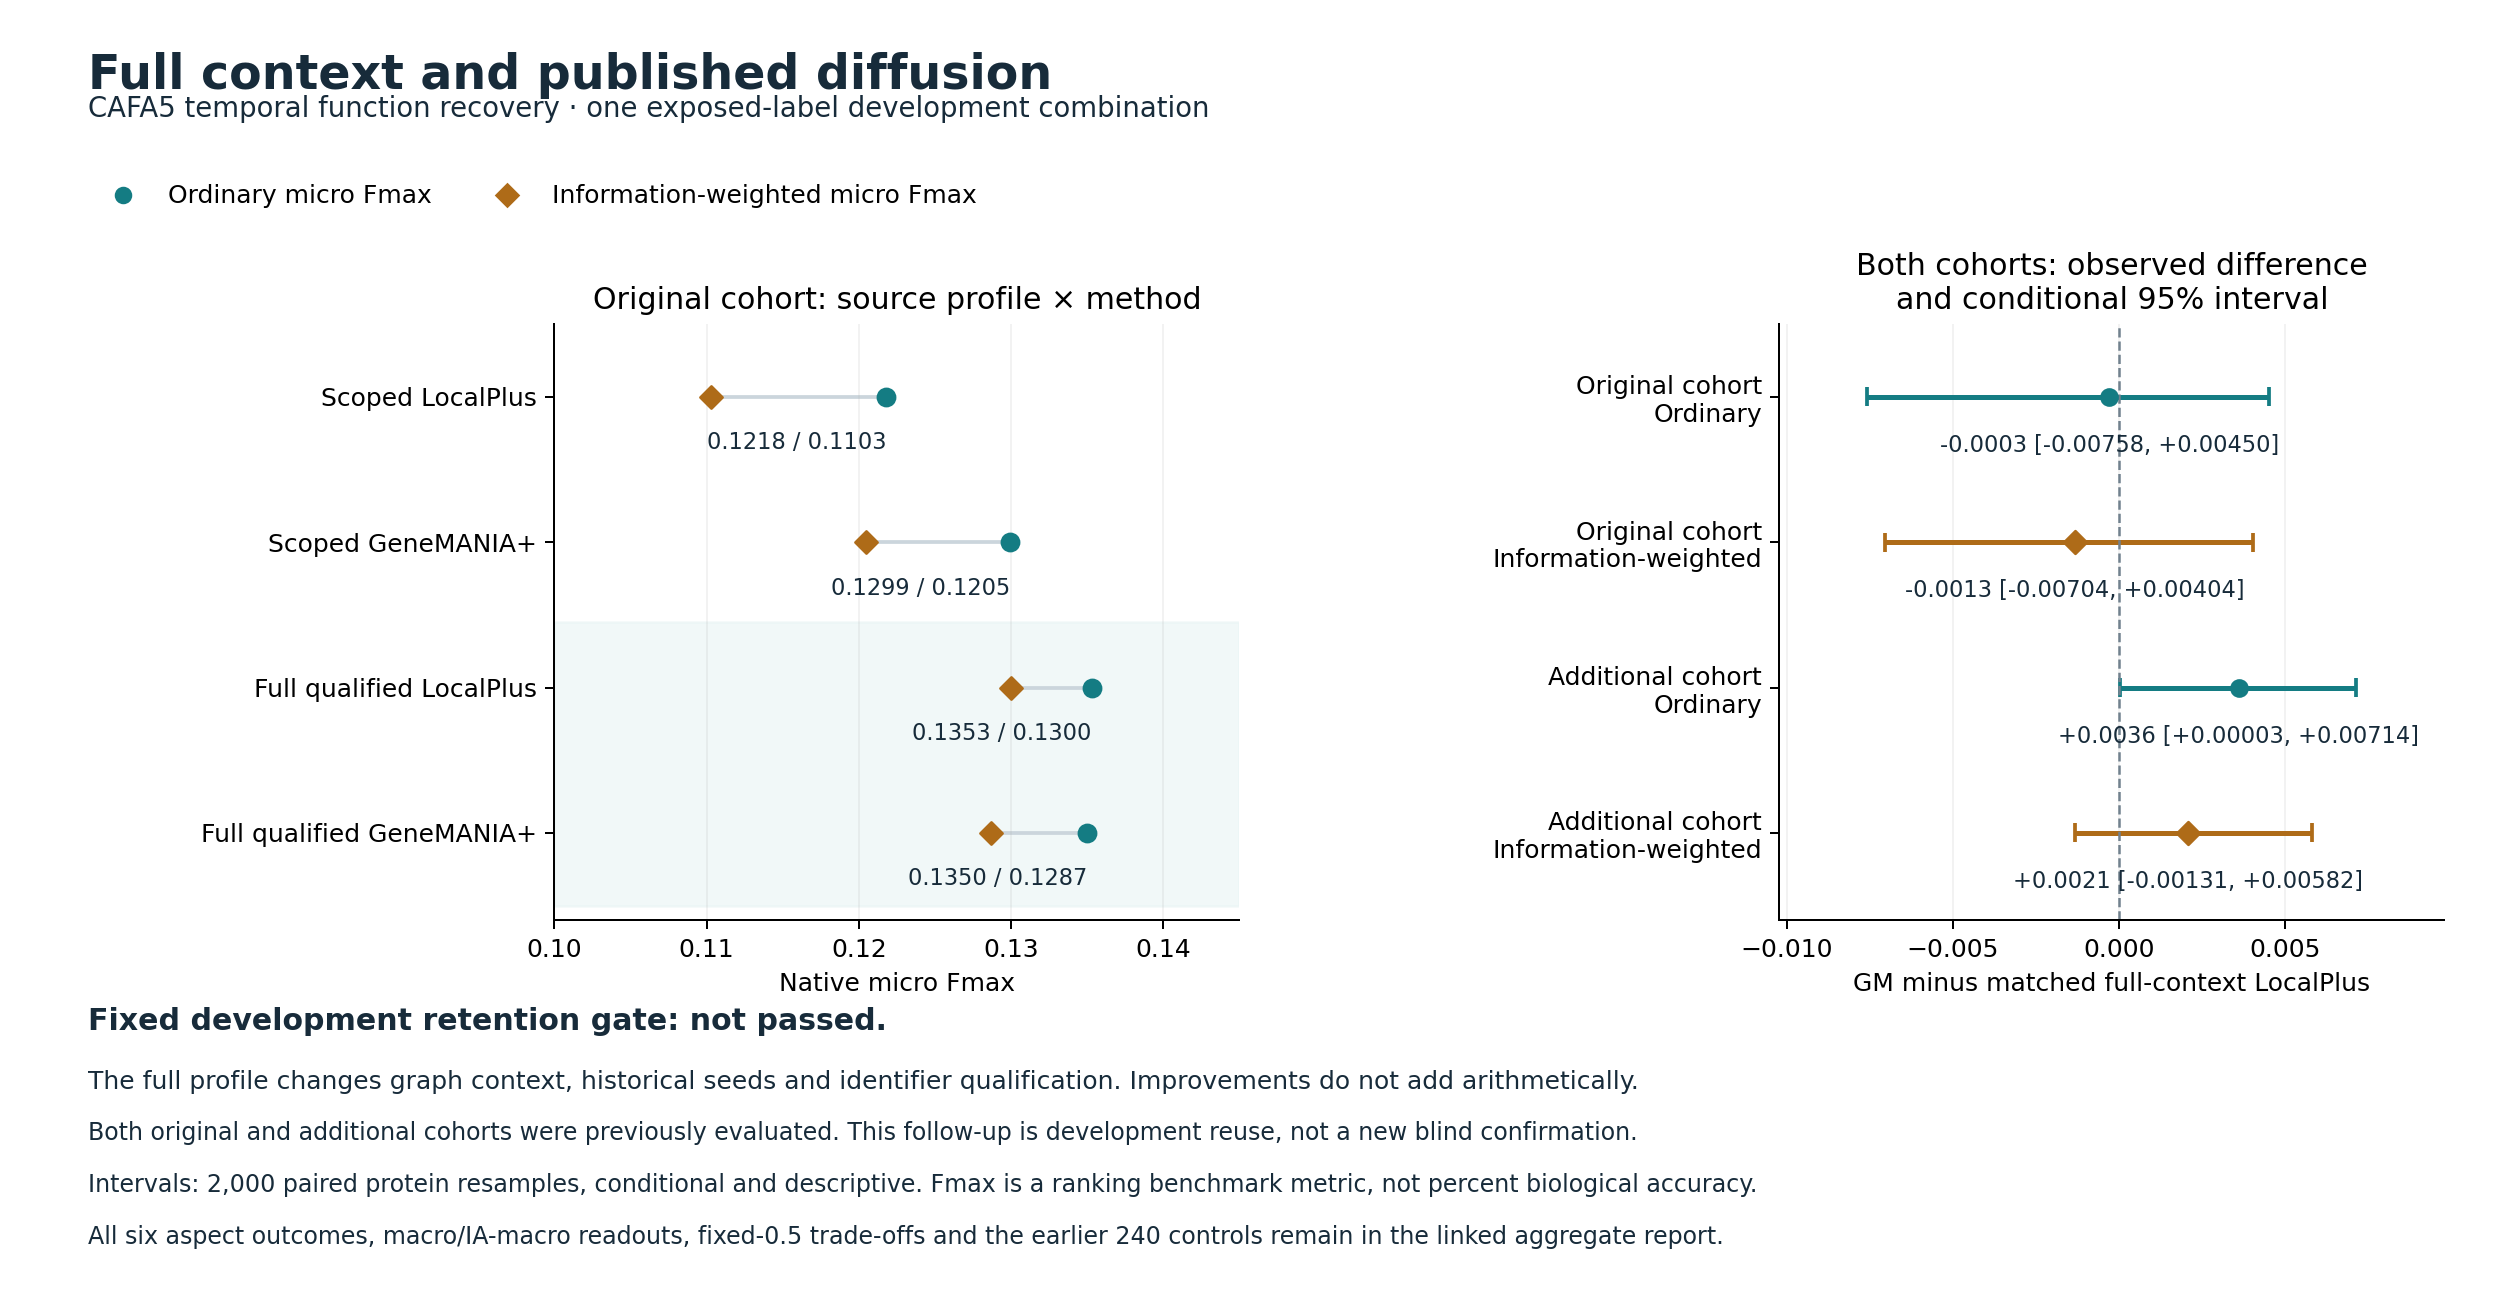 Full context and published diffusion
CAFA5 temporal function recovery · one exposed-label development combination
Ordinary micro Fmax
Information-weighted micro Fmax
Original cohort: source profile × method
Scoped LocalPlus
0.1218 / 0.1103
Scoped GeneMANIA+
0.1299 / 0.1205
Full qualified LocalPlus
0.1353 / 0.1300
Full qualified GeneMANIA+
0.1350 / 0.1287
0.10
0.11
0.12
0.13
0.14
Native micro Fmax
Both cohorts: observed difference
and conditional 95% interval
Original cohort
Ordinary
-0.0003 [-0.00758, +0.00450]
Original cohort
Information-weighted
-0.0013 [-0.00704, +0.00404]
Additional cohort
Ordinary
+0.0036 [+0.00003, +0.00714]
Additional cohort
Information-weighted
+0.0021 [-0.00131, +0.00582]
−0.010
−0.005
0.000
0.005
GM minus matched full-context LocalPlus
Fixed development retention gate: not passed.
The full profile changes graph context, historical seeds and identifier qualification. Improvements do not add arithmetically.
Both original and additional cohorts were previously evaluated. This follow-up is development reuse, not a new blind confirmation.
Intervals: 2,000 paired protein resamples, conditional and descriptive. Fmax is a ranking benchmark metric, not percent biological accuracy.
All six aspect outcomes, macro/IA-macro readouts, fixed-0.5 trade-offs and the earlier 240 controls remain in the linked aggregate report.